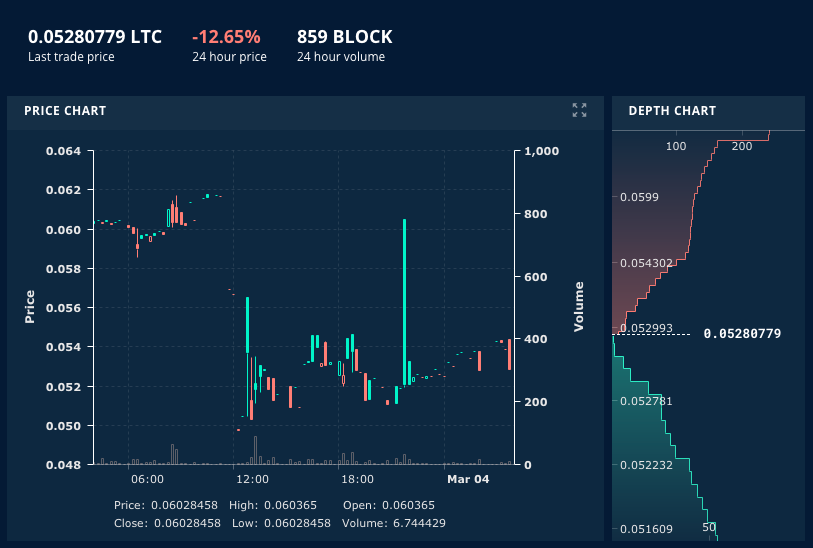 0.05280779 LTC -12.65% 859 BLOCK
Last trade price 24 hour price 24 hour volume
PRICE CHART
0.064
0.062
0.060
0.058
0.056
0.054
0.052
0.050
0.048
Price
1,000
800
600
400
200
0
Volume
06:00 12:00 18:00 Mar 04
Price: 0.06028458 High: 0.060365 Open: 0.060365
Close: 0.06028458 Low: 0.06028458 Volume: 6.744429
DEPTH CHART
100 200
0.0599
0.054302
0.052993
0.05280779
0.052781
0.052232
0.051609
50